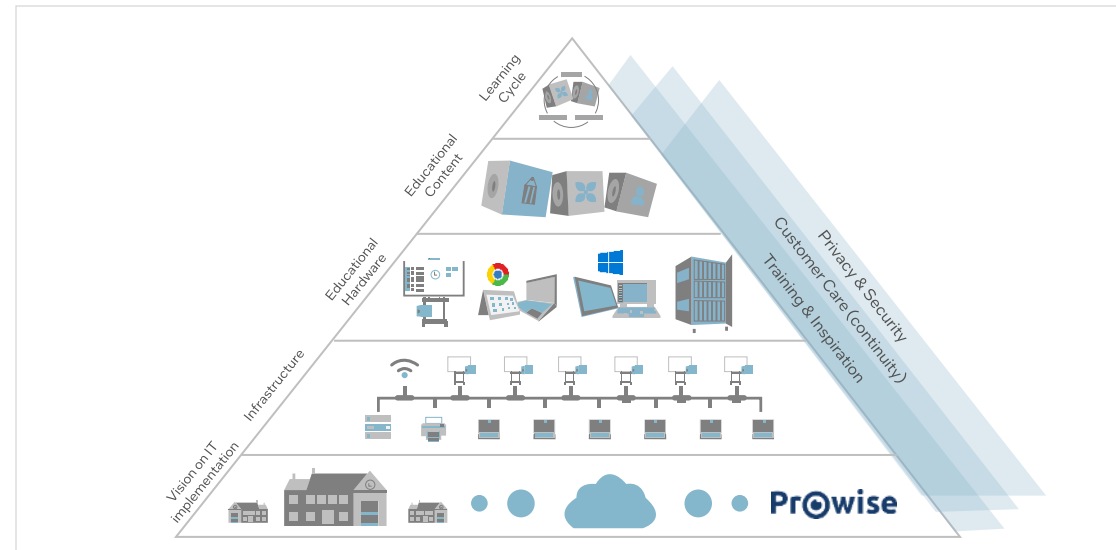 Learning
Cycle
Educational
Content
Educational
Hardware
Infrastructure
Vision on IT
implementation
Privacy & Security
Customer Care (continuity)
Training & Inspiration
Prowise